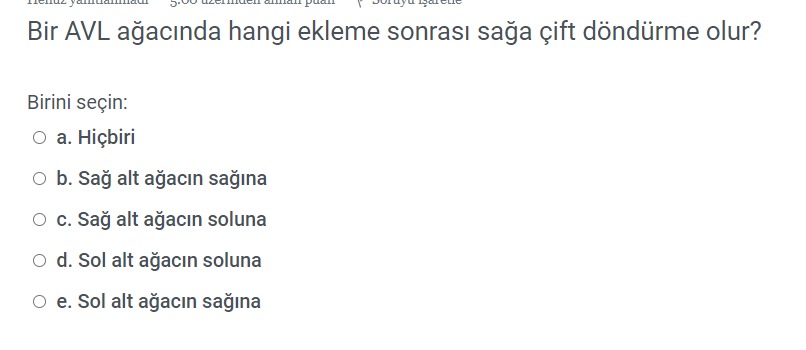 Henüz yanıtlanmadı 5,00 üzerinden alınan puan Soruyu işaretle
Bir AVL ağacında hangi ekleme sonrası sağa çift döndürme olur?
Birini seçin:
a. Hiçbiri
b. Sağ alt ağacın sağına
c. Sağ alt ağacın soluna
d. Sol alt ağacın soluna
e. Sol alt ağacın sağına